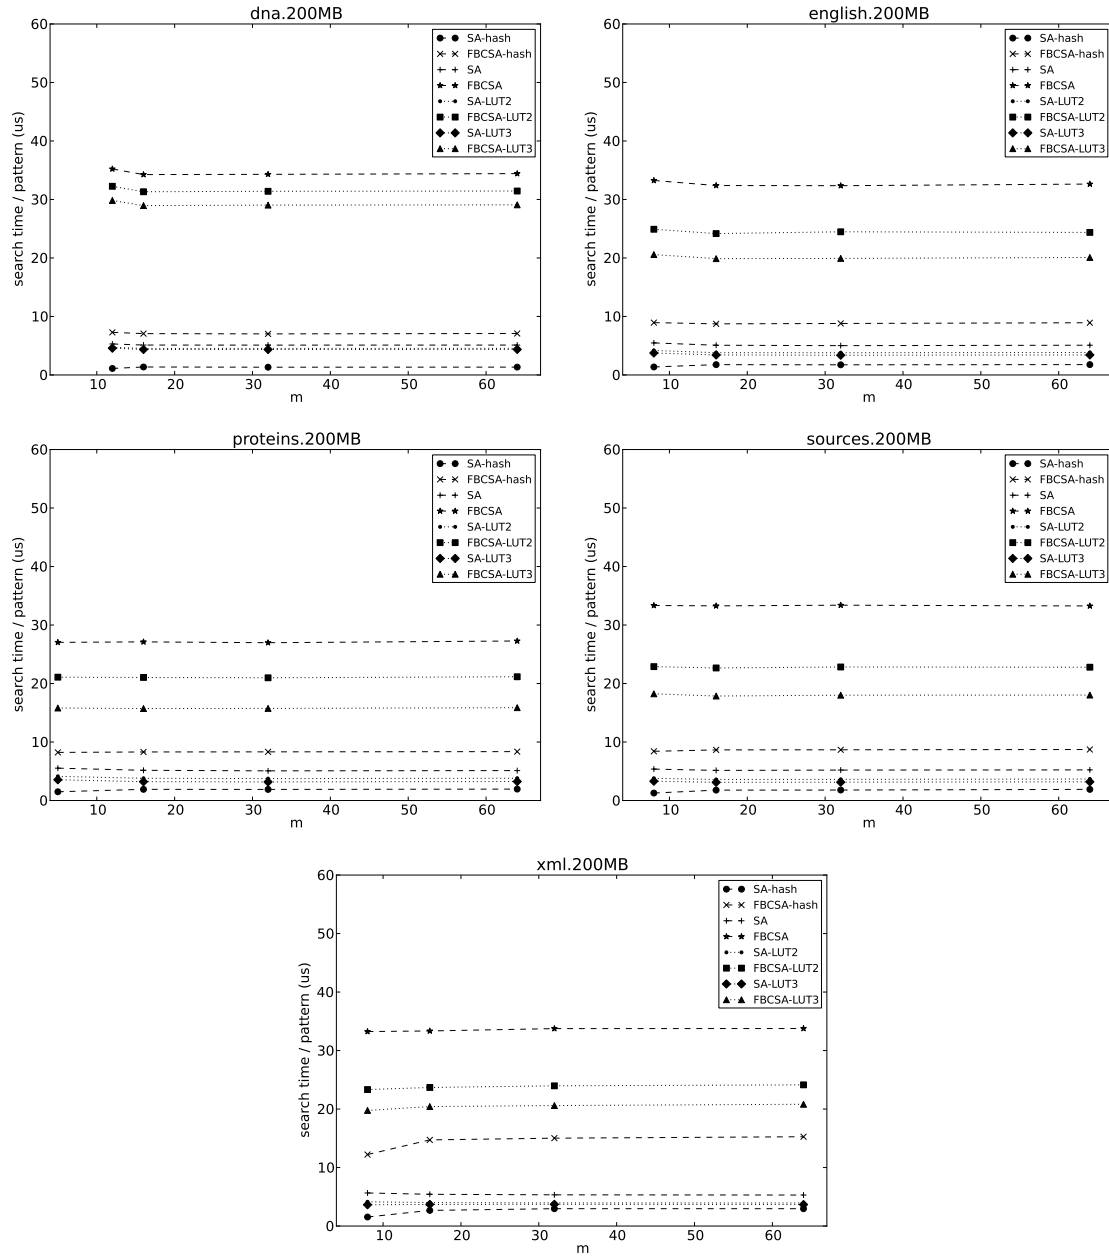 dna.200MB
60
50
40
30
20
10
0
search time / pattern (us)
SA-hash
FBCSA-hash
SA
FBCSA
SA-LUT2
FBCSA-LUT2
SA-LUT3
FBCSA-LUT3
10 20 30 40 50 60
m
english.200MB
60
50
40
30
20
10
0
search time / pattern (us)
SA-hash
FBCSA-hash
SA
FBCSA
SA-LUT2
FBCSA-LUT2
SA-LUT3
FBCSA-LUT3
10 20 30 40 50 60
m
proteins.200MB
60
50
40
30
20
10
0
search time / pattern (us)
SA-hash
FBCSA-hash
SA
FBCSA
SA-LUT2
FBCSA-LUT2
SA-LUT3
FBCSA-LUT3
10 20 30 40 50 60
m
sources.200MB
60
50
40
30
20
10
0
search time / pattern (us)
SA-hash
FBCSA-hash
SA
FBCSA
SA-LUT2
FBCSA-LUT2
SA-LUT3
FBCSA-LUT3
10 20 30 40 50 60
m
xml.200MB
60
50
40
30
20
10
0
search time / pattern (us)
SA-hash
FBCSA-hash
SA
FBCSA
SA-LUT2
FBCSA-LUT2
SA-LUT3
FBCSA-LUT3
10 20 30 40 50 60
m